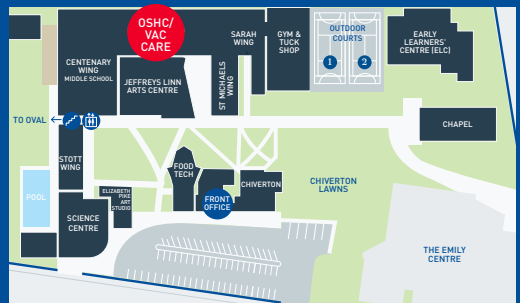 OSHC/
VAC
CARE
SARAH
WING
GYM &
TUCK
SHOP
OUTDOOR
COURTS
1
2
EARLY
LEARNERS'
CENTRE (ELC)
CENTENARY
WING
MIDDLE SCHOOL
JEFFREYS LINN
ARTS CENTRE
ST MICHAELS
WING
TO OVAL
CHAPEL
STOTT
WING
FOOD
TECH
CHIVERTON
FRONT
OFFICE
CHIVERTON
LAWNS
POOL
ELIZABETH
PIKE
ART
STUDIO
SCIENCE
CENTRE
THE EMILY
CENTRE